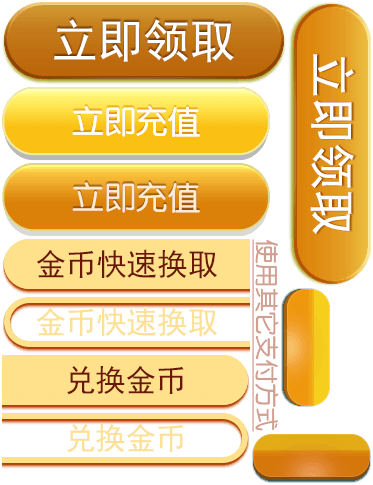 立即领取
立即领取
立即充值
立即充值
金币快速换取
使用其它支付方式
金币快速换取
兑换金币
兑换金币